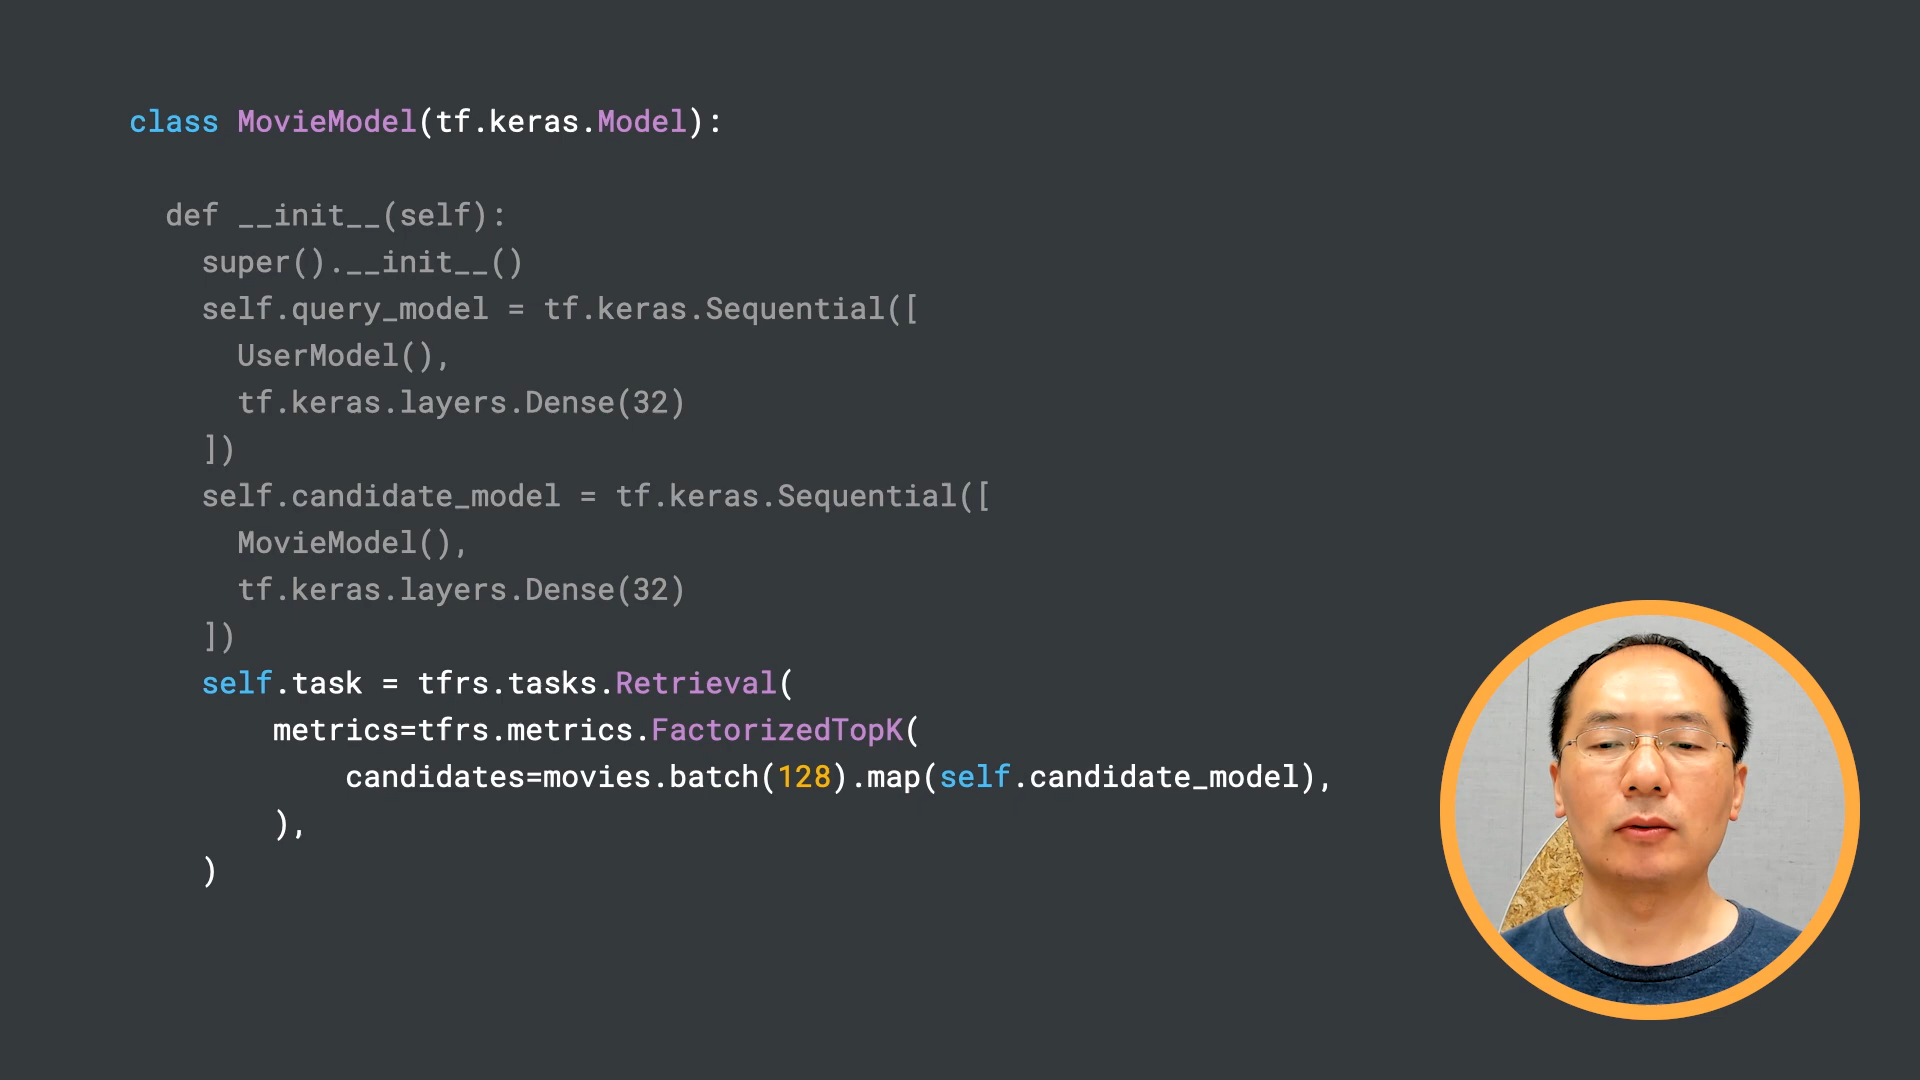 class MovieModel(tf.keras.Model):
def __init__(self):
super().__init__()
self.query_model = tf.keras.Sequential([
UserModel(),
tf.keras.layers.Dense(32)
])
self.candidate_model = tf.keras.Sequential([
MovieModel(),
tf.keras.layers.Dense(32)
])
self.task = tfrs.tasks.Retrieval(
metrics=tfrs.metrics.FactorizedTopK(
candidates=movies.batch(128).map(self.candidate_model),
),
)